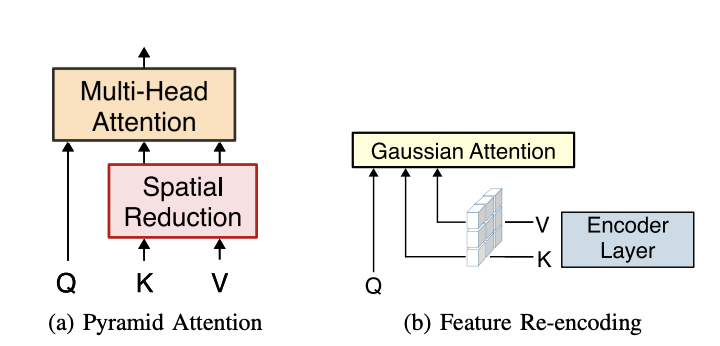 Multi-Head
Attention
Spatial
Reduction
Q
K
V
(a) Pyramid Attention
Gaussian Attention
V
K
Encoder
Layer
Q
(b) Feature Re-encoding